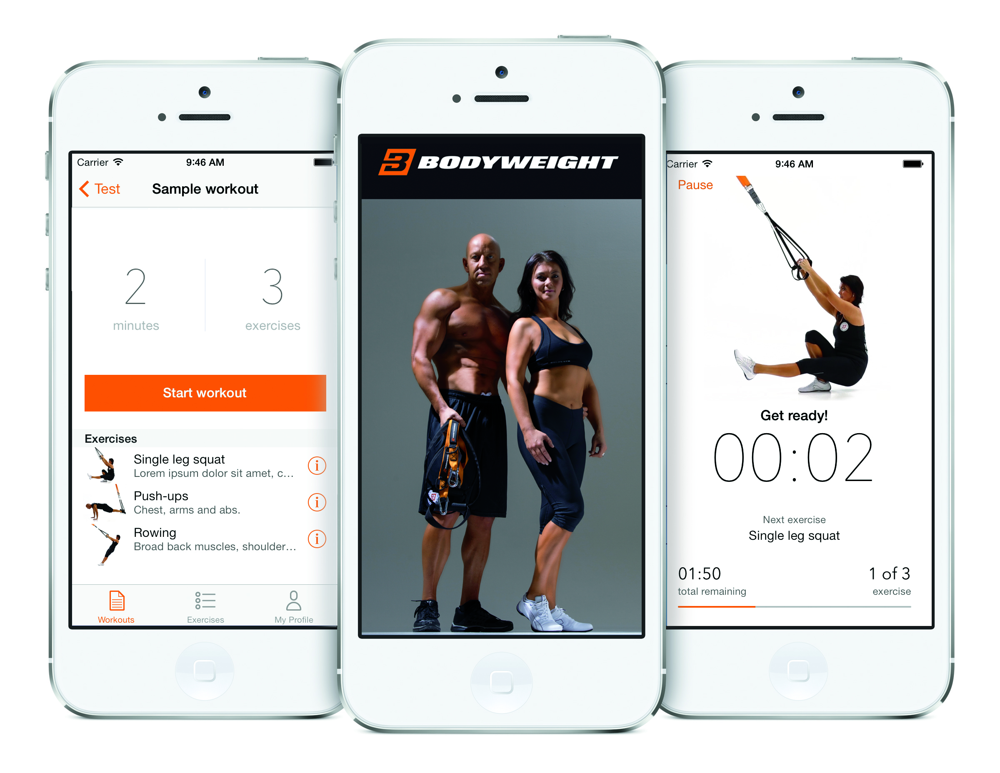 Carrier 9:46 AM
Test Sample workout
2 3
minutes exercises
Start workout
Exercises
Single leg squat
Lorem ipsum dolor sit amet, c...
Push-ups
Chest, arms and abs.
Rowing
Broad back muscles, shoulder...
Workouts Exercises My Profile
B BODYWEIGHT
Carrier 9:46 AM
Pause
Get ready!
00:02
Next exercise
Single leg squat
01:50 1 of 3
total remaining exercise